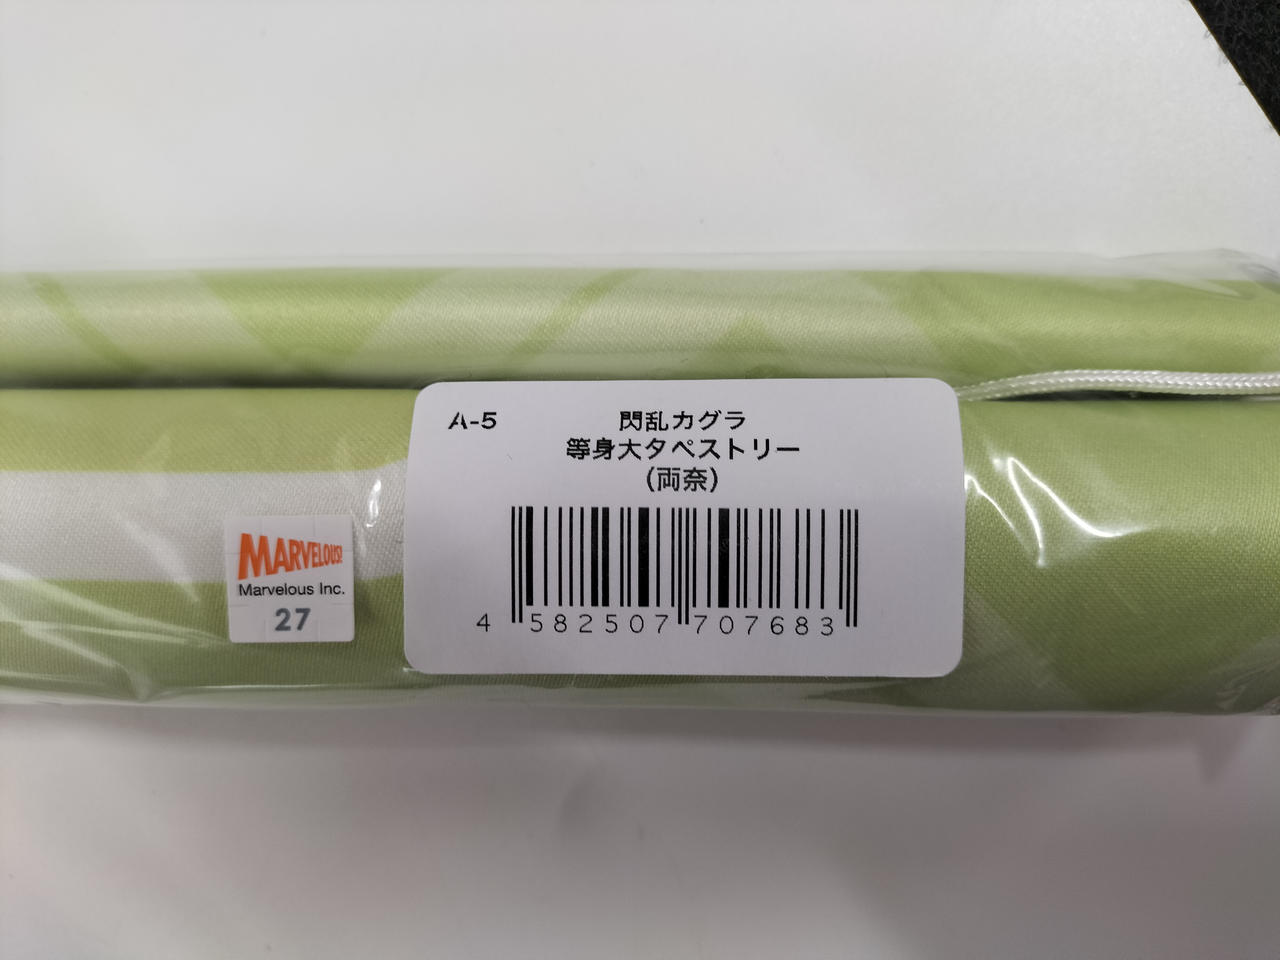 A-5
閃乱カグラ
等身大タペストリー
(両奈)
4 582507 707683
MARVELOUS!
Marvelous Inc.
27